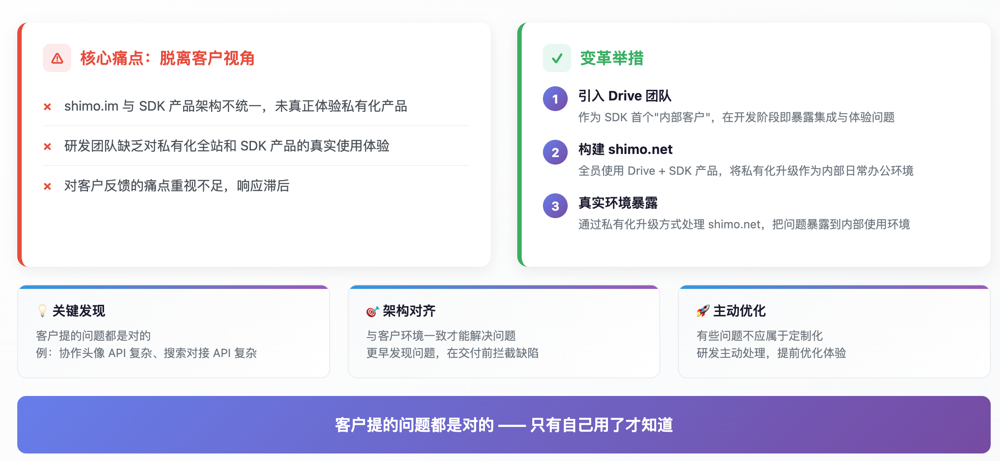 核心痛点：脱离客户视角
shimo.im 与 SDK 产品架构不统一，未真正体验私有化产品
研发团队缺乏对私有化全站和 SDK 产品的真实使用体验
对客户反馈的痛点重视不足，响应滞后
变革举措
1
引入 Drive 团队
作为 SDK 首个"内部客户"，在开发阶段即暴露集成与体验问题
2
构建 shimo.net
全员使用 Drive + SDK 产品，将私有化升级作为内部日常办公环境
3
真实环境暴露
通过私有化升级方式处理 shimo.net，把问题暴露到内部使用环境
💡 关键发现
客户提的问题都是对的
例：协作头像 API 复杂、搜索对接 API 复杂
🎯 架构对齐
与客户环境一致才能解决问题
更早发现问题，在交付前拦截缺陷
🚀 主动优化
有些问题不应属于定制化
研发主动处理，提前优化体验
客户提的问题都是对的 —— 只有自己用了才知道